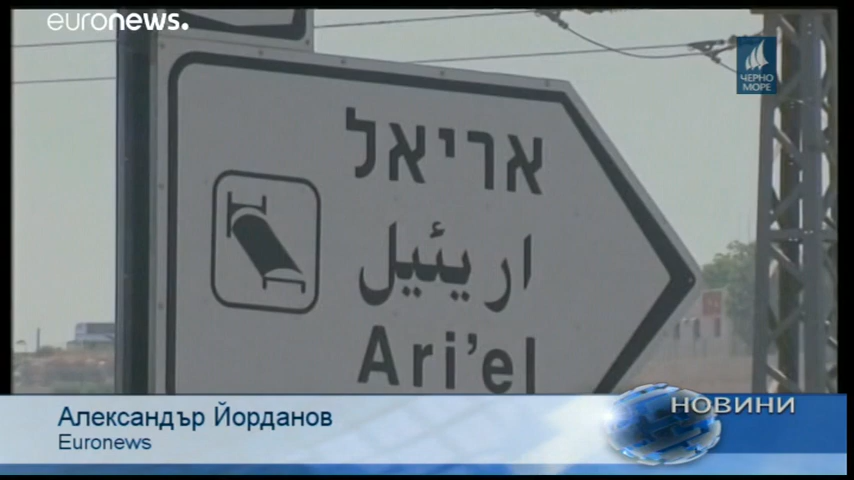 euronews.
ЧЕРНО
МОРЕ
אריאל
اريئيل
Ari'el
Александър Йорданов
Euronews
НОВИНИ